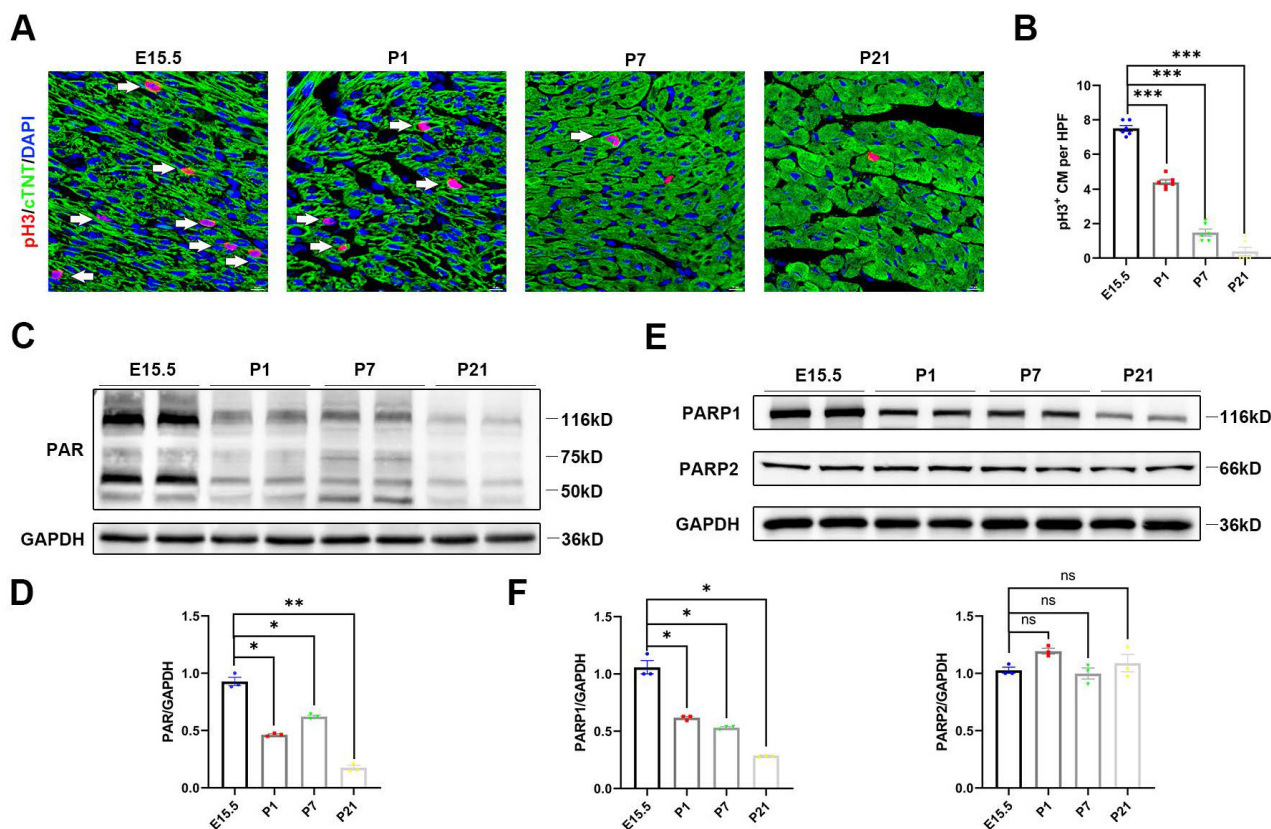 A
E15.5
P1
P7
P21
pH3/cTNT/DAPI
B
***
***
***
pH3⁺ CM per HPF
10
8
6
4
2
0
E15.5
P1
P7
P21
C
E15.5
P1
P7
P21
PAR
116kD
75kD
50kD
GAPDH
36kD
E
E15.5
P1
P7
P21
PARP1
116kD
PARP2
66kD
GAPDH
36kD
D
**
*
*
PAR/GAPDH
1.5
1.0
0.5
0.0
E15.5
P1
P7
P21
F
*
*
*
PARP1/GAPDH
1.5
1.0
0.5
0.0
E15.5
P1
P7
P21
ns
ns
ns
PARP2/GAPDH
1.5
1.0
0.5
0.0
E15.5
P1
P7
P21